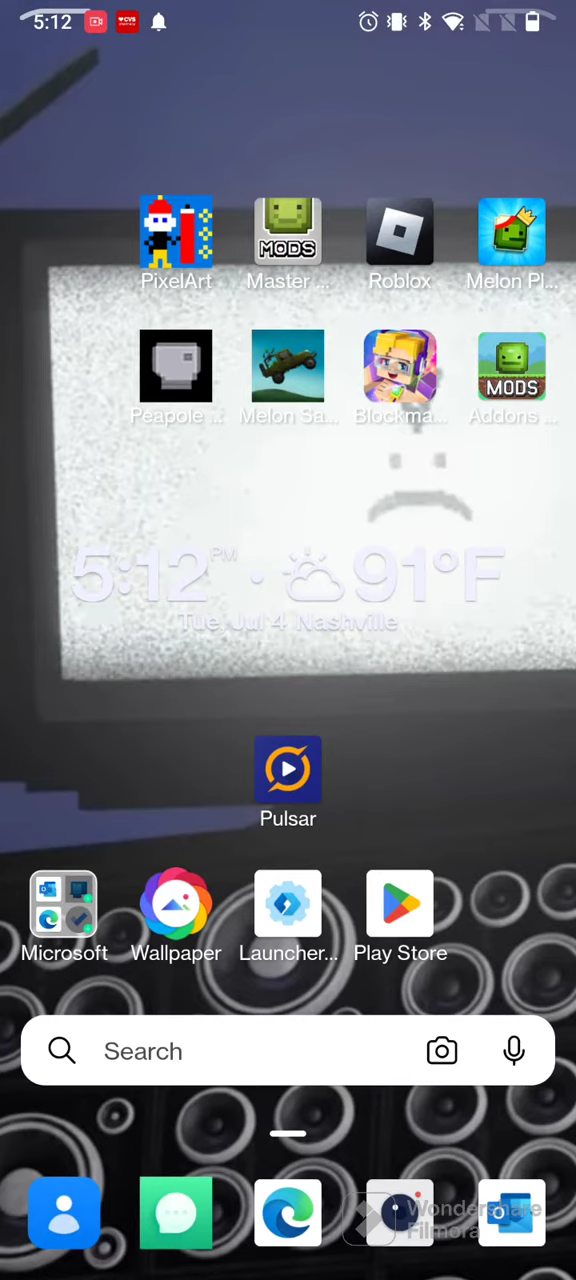 5:12 CVS
MODS
PixelArt Master ... Roblox Melon Pl...
MODS
Peapole ... Melon Sa... Blockma... Addons ...
5:12 PM · 91°F
Tue, Jul 4 Nashville
Pulsar
Microsoft Wallpaper Launcher... Play Store
Search
Wondershare
Filmora